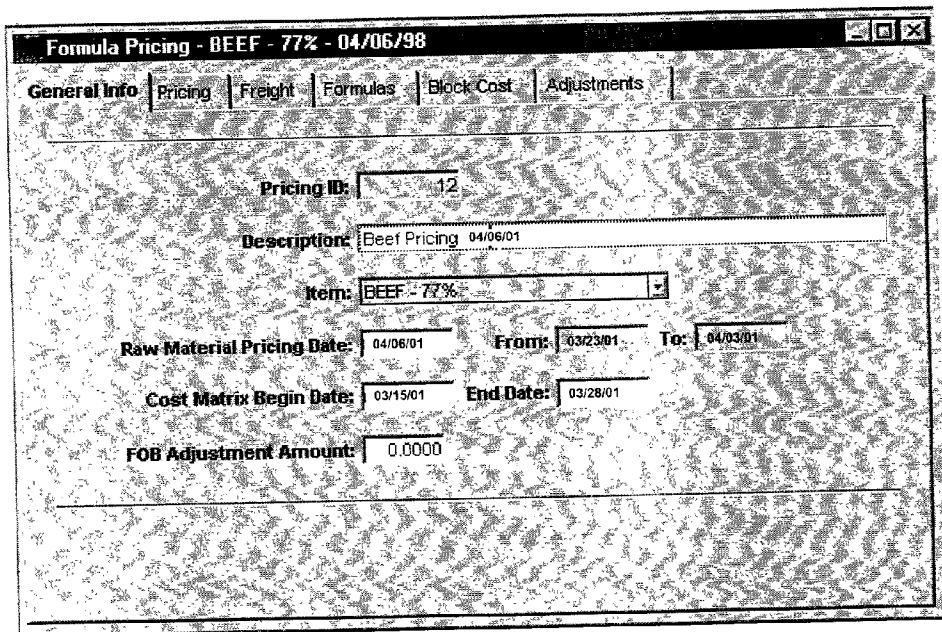 Formula Pricing - BEEF - 77% - 04/06/98
General Info Pricing Freight Formulas Block Cost Adjustments
Pricing ID: 12
Description: Beef Pricing 04/06/01
Item: BEEF - 77%
Raw Material Pricing Date: 04/06/01 From: 03/23/01 To: 04/03/01
Cost Matrix Begin Date: 03/15/01 End Date: 03/28/01
FOB Adjustment Amount: 0.0000